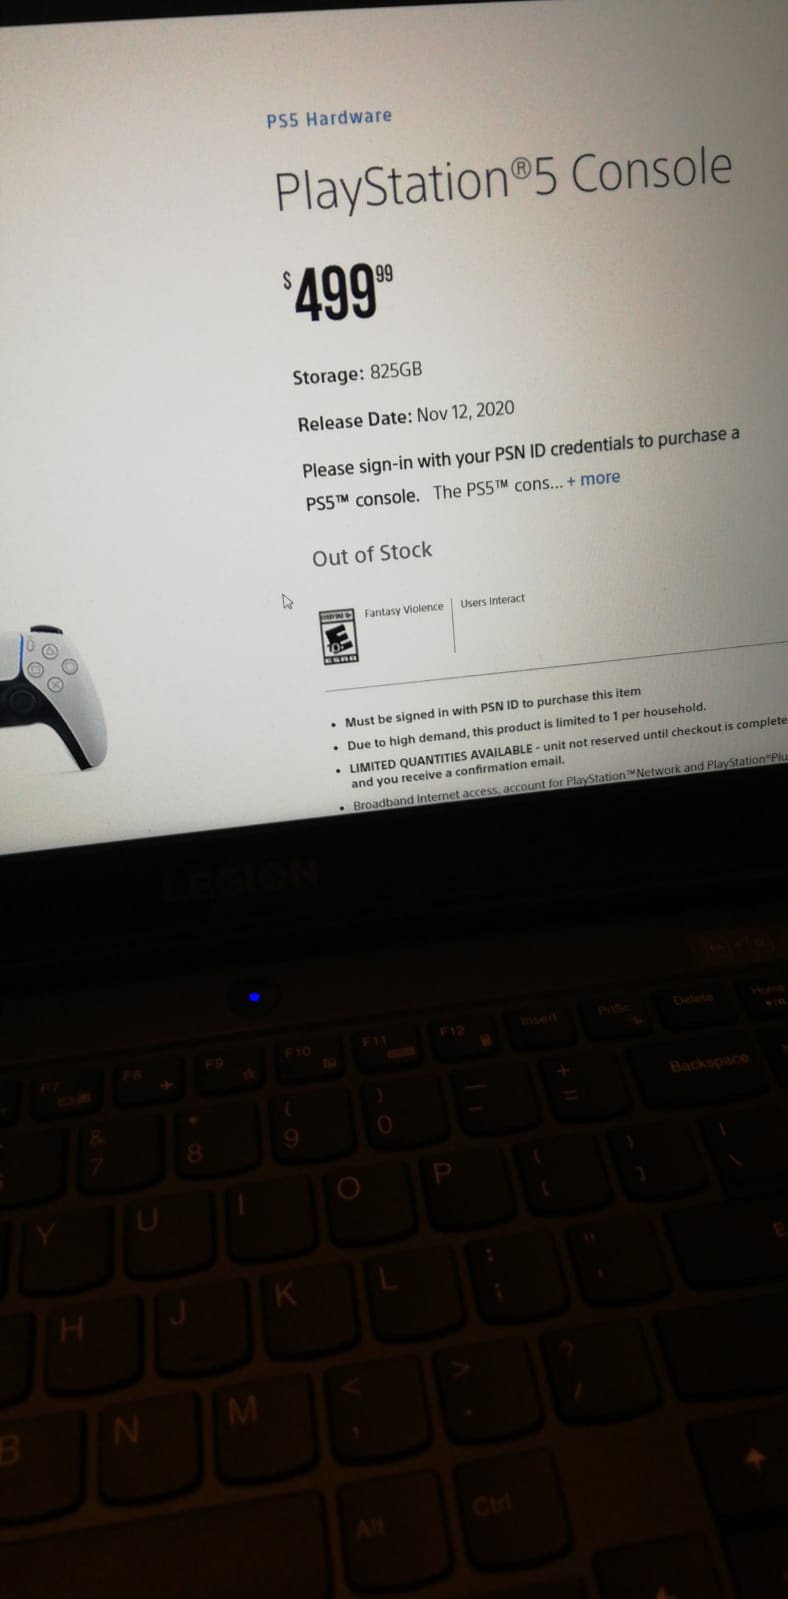 PS5 Hardware
PlayStation®5 Console
$499 99
Storage: 825GB
Release Date: Nov 12, 2020
Please sign-in with your PSN ID credentials to purchase a
PS5™ console. The PS5™ cons... + more
Out of Stock
Fantasy Violence Users Interact
E
ESRB
• Must be signed in with PSN ID to purchase this item
• Due to high demand, this product is limited to 1 per household.
• LIMITED QUANTITIES AVAILABLE - unit not reserved until checkout is complete
and you receive a confirmation email.
• Broadband Internet access, account for PlayStation™Network and PlayStation®Plu
LEGION
F7 F8 F9 F10 F11 F12 Insert PrtSc Delete Home
& * ( ) — + Backspace
7 8 9 0 - =
Y U I O P { } |
[ ] \
H J K L : "
; '
B N M < > ?
, . /
Alt Ctrl